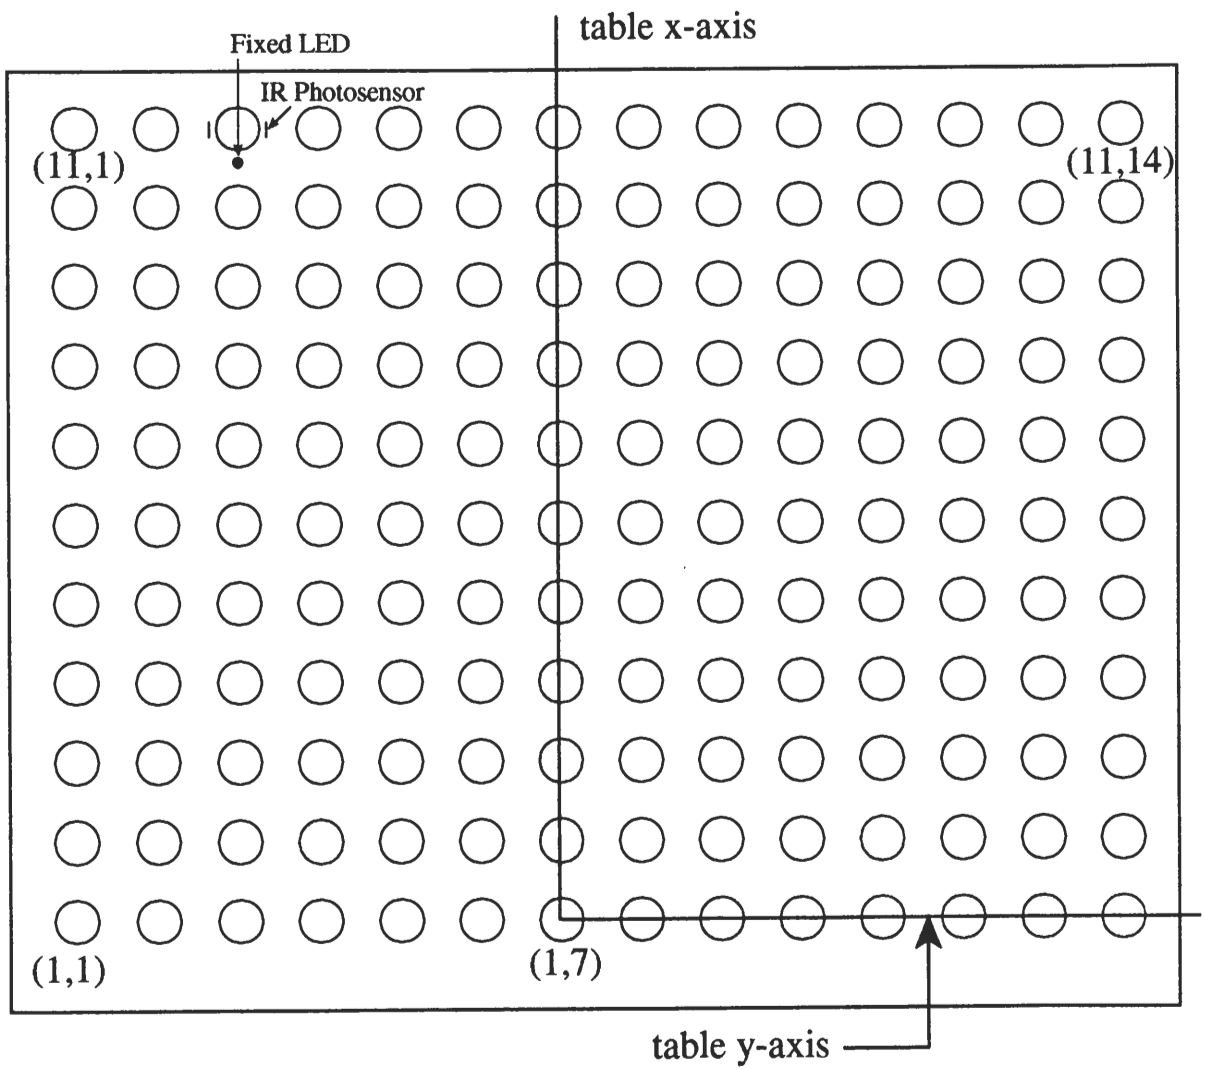 table x-axis
Fixed LED
IR Photosensor
(11,1)
(11,14)
(1,1)
(1,7)
table y-axis